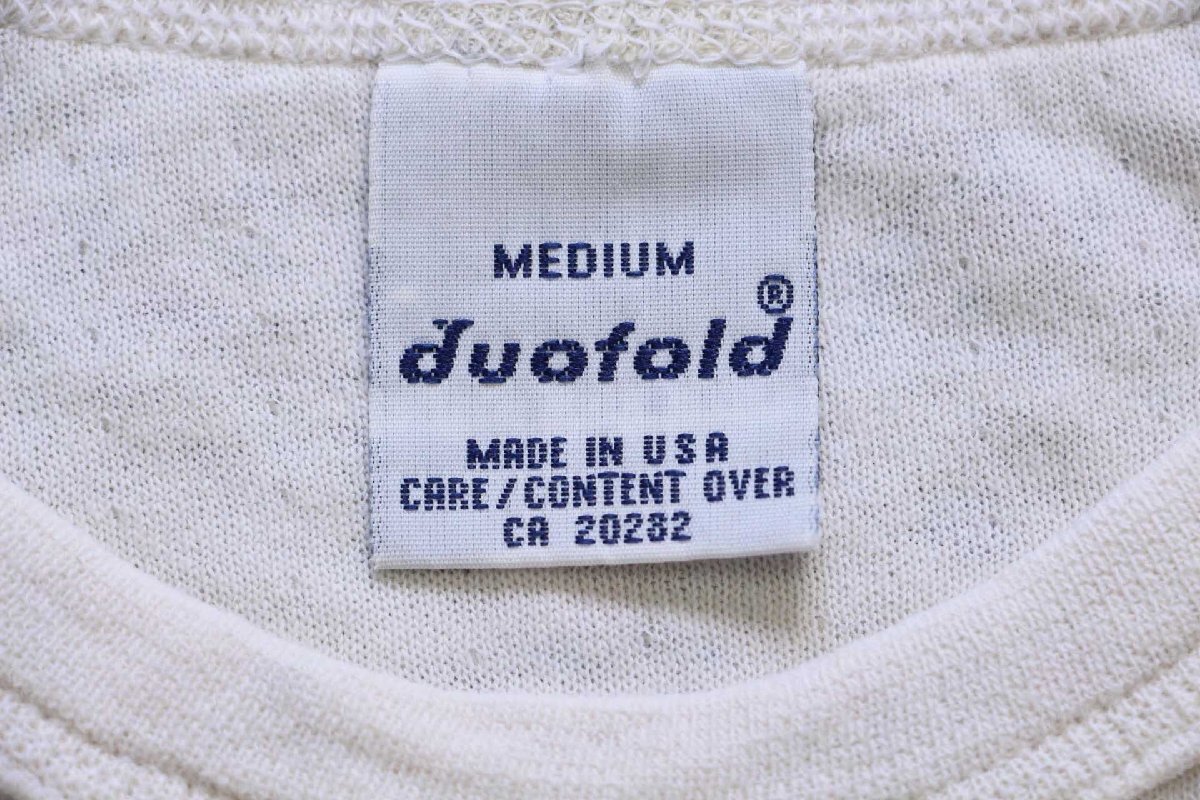 MEDIUM
duofold®
MADE IN USA
CARE/CONTENT OVER
CA 20282